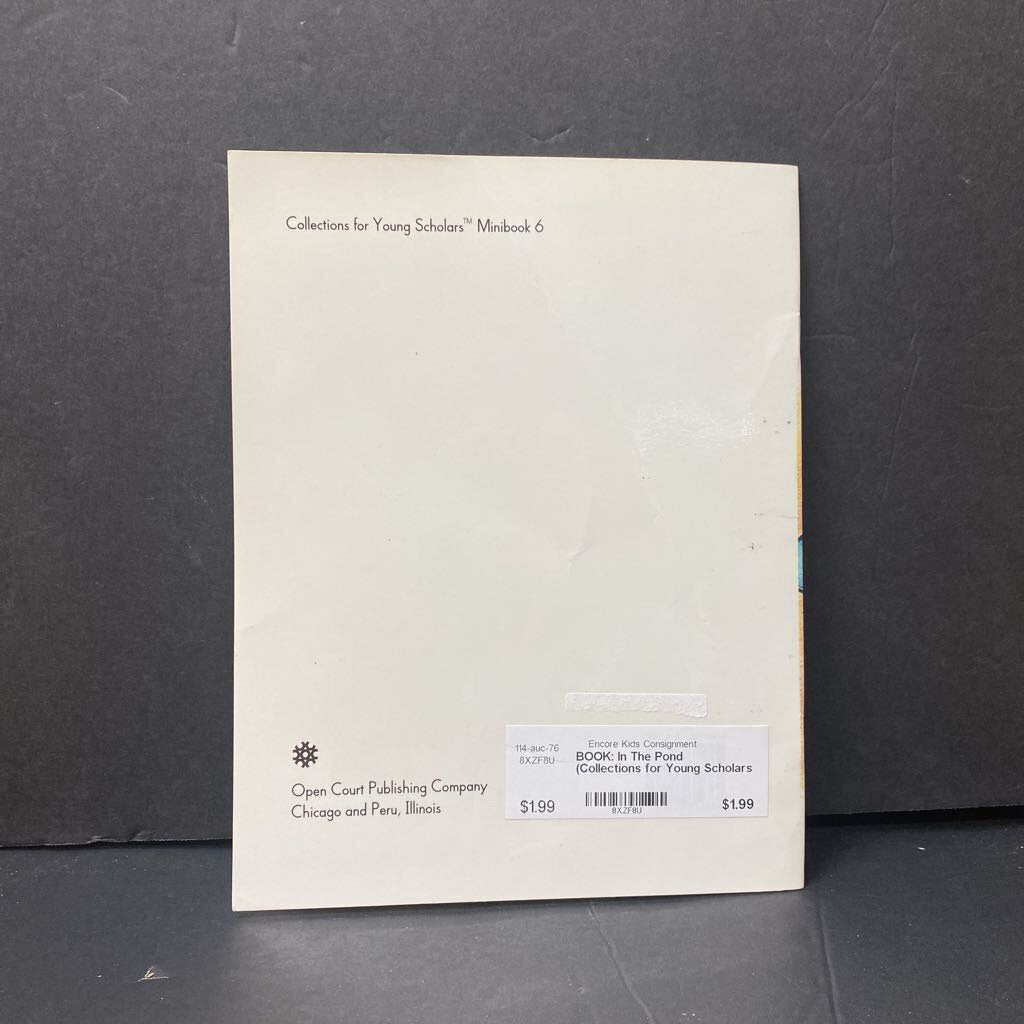 Collections for Young Scholars™ Minibook 6
Open Court Publishing Company
Chicago and Peru, Illinois
114-auc-76
8XZF8U
Encore Kids Consignment
BOOK: In The Pond
(Collections for Young Scholars
$1.99
8XZF8U
$1.99